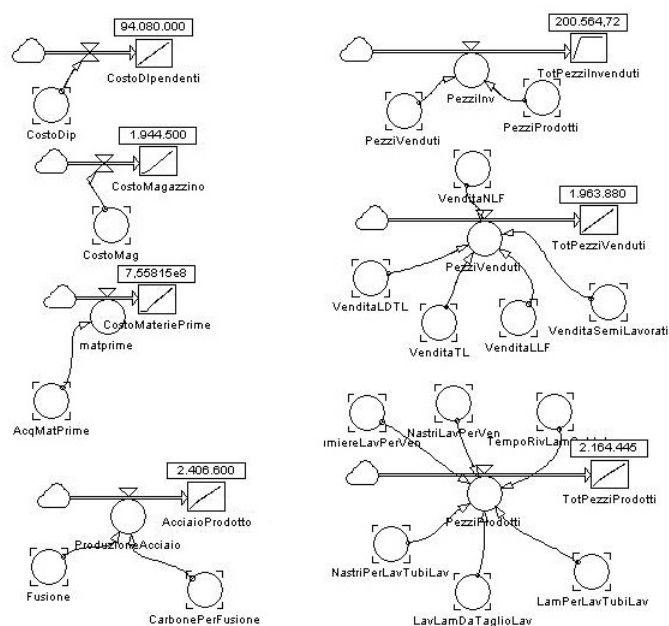 94.080.000
CostoDIpendenti
CostoDip
1.944.500
CostoMagazzino
CostoMag
7,55815e8
CostoMateriePrime
matprime
AcqMatPrime
2.406.600
AcciaioProdotto
ProduzioneAcciaio
Fusione
CarbonePerFusione
200.564,72
TotPezziInvenduti
PezziInv
PezziVenduti
PezziProdotti
VenditaNLF
1.963.880
TotPezziVenduti
PezziVenduti
VenditaLDTL
VenditaTL
VenditaLLF
VenditaSemiLavorati
NastriLavPerVen
umiereLavPerVen
2.164.445
TotPezziProdotti
PezziProdotti
NastriPerLavTubiLav
LavLamDaTaglioLav
LamPerLavTubiLav